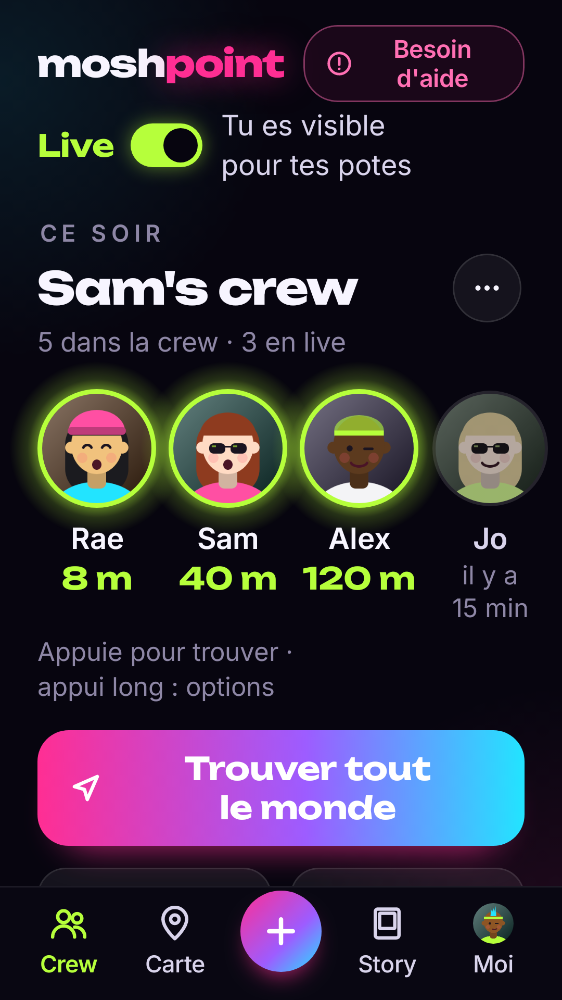 moshpoint
Besoin
d'aide
Live
Tu es visible
pour tes potes
CE SOIR
Sam's crew
5 dans la crew · 3 en live
Rae
8 m
Sam
40 m
Alex
120 m
Jo
il y a
15 min
Appuie pour trouver ·
appui long : options
Trouver tout
le monde
Crew
Carte
Story
Moi